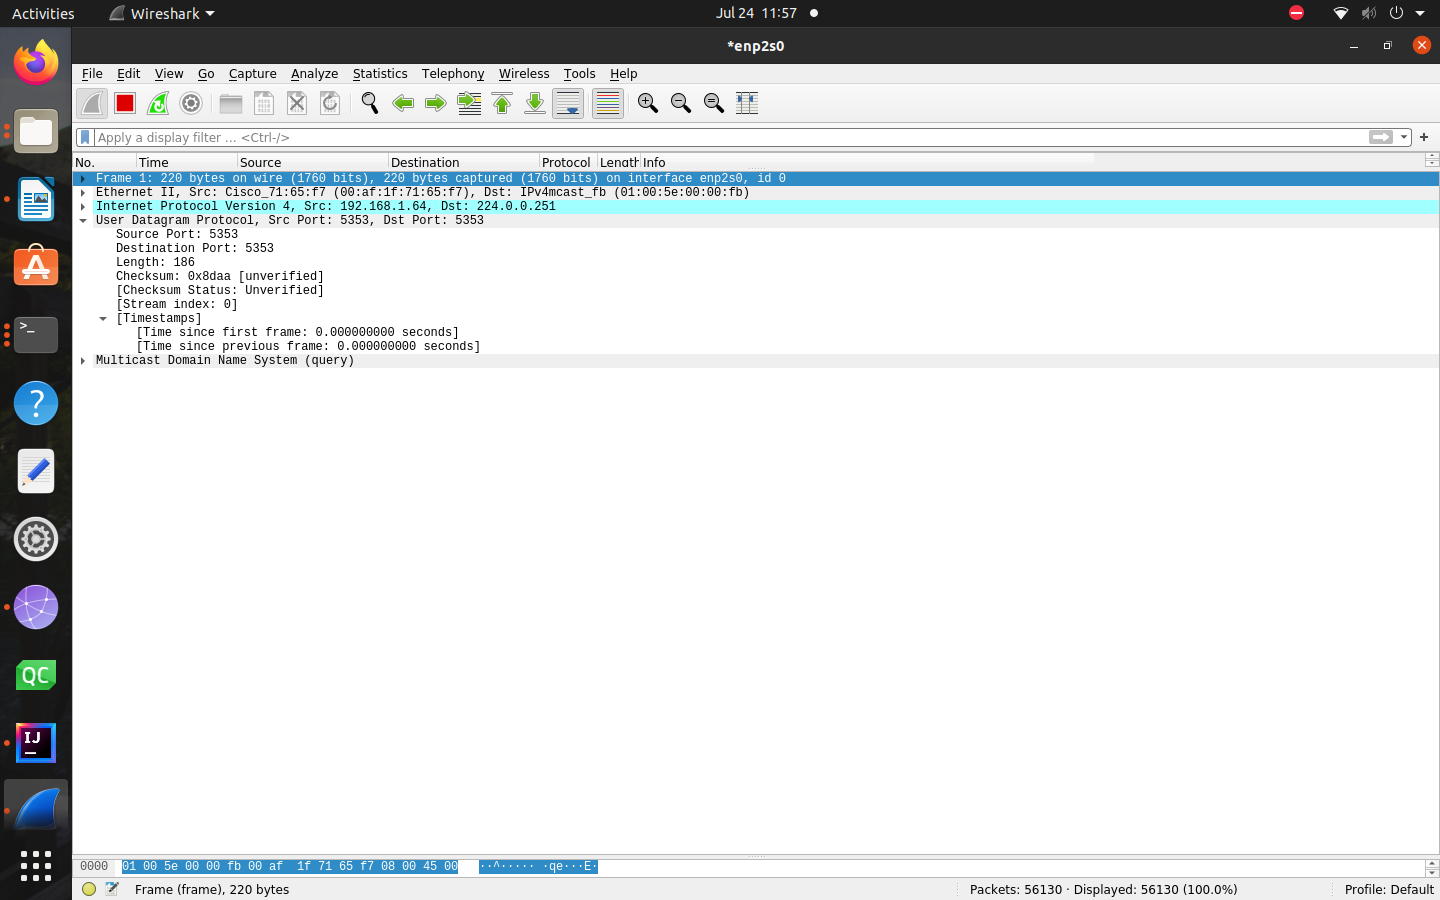 Activities Wireshark Jul 24 11:57
*enp2s0
File Edit View Go Capture Analyze Statistics Telephony Wireless Tools Help
Apply a display filter … <Ctrl-/>
No. Time Source Destination Protocol Length Info
Frame 1: 220 bytes on wire (1760 bits), 220 bytes captured (1760 bits) on interface enp2s0, id 0
Ethernet II, Src: Cisco_71:65:f7 (00:af:1f:71:65:f7), Dst: IPv4mcast_fb (01:00:5e:00:00:fb)
Internet Protocol Version 4, Src: 192.168.1.64, Dst: 224.0.0.251
User Datagram Protocol, Src Port: 5353, Dst Port: 5353
Source Port: 5353
Destination Port: 5353
Length: 186
Checksum: 0x8daa [unverified]
[Checksum Status: Unverified]
[Stream index: 0]
[Timestamps]
[Time since first frame: 0.000000000 seconds]
[Time since previous frame: 0.000000000 seconds]
Multicast Domain Name System (query)
QC
IJ
0000 01 00 5e 00 00 fb 00 af 1f 71 65 f7 08 00 45 00 ··^····· ·qe···E·
Frame (frame), 220 bytes Packets: 56130 · Displayed: 56130 (100.0%) Profile: Default